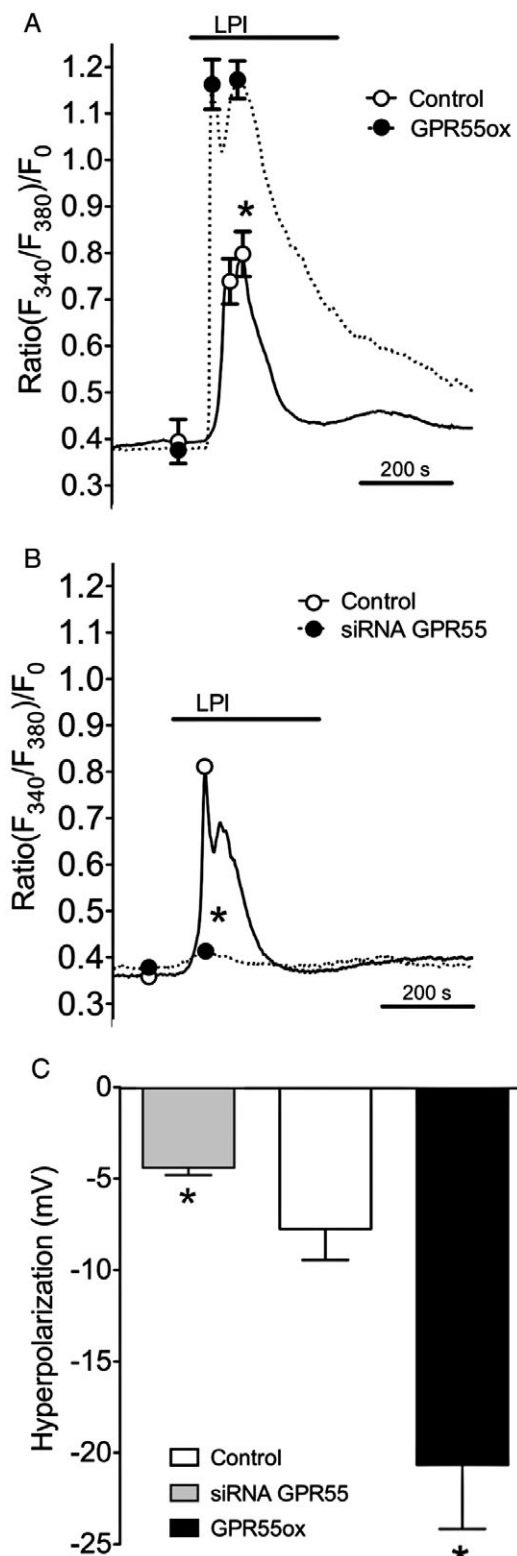 A
LPI
1.2
1.1
1.0
0.9
0.8
0.7
0.6
0.5
0.4
0.3
Ratio(F340/F380)/F0
Control
GPR55ox
*
200 s
B
1.2
1.1
1.0
0.9
0.8
0.7
0.6
0.5
0.4
0.3
Ratio(F340/F380)/F0
Control
siRNA GPR55
LPI
*
200 s
C
0
-5
-10
-15
-20
-25
Hyperpolarization (mV)
*
Control
siRNA GPR55
GPR55ox
*